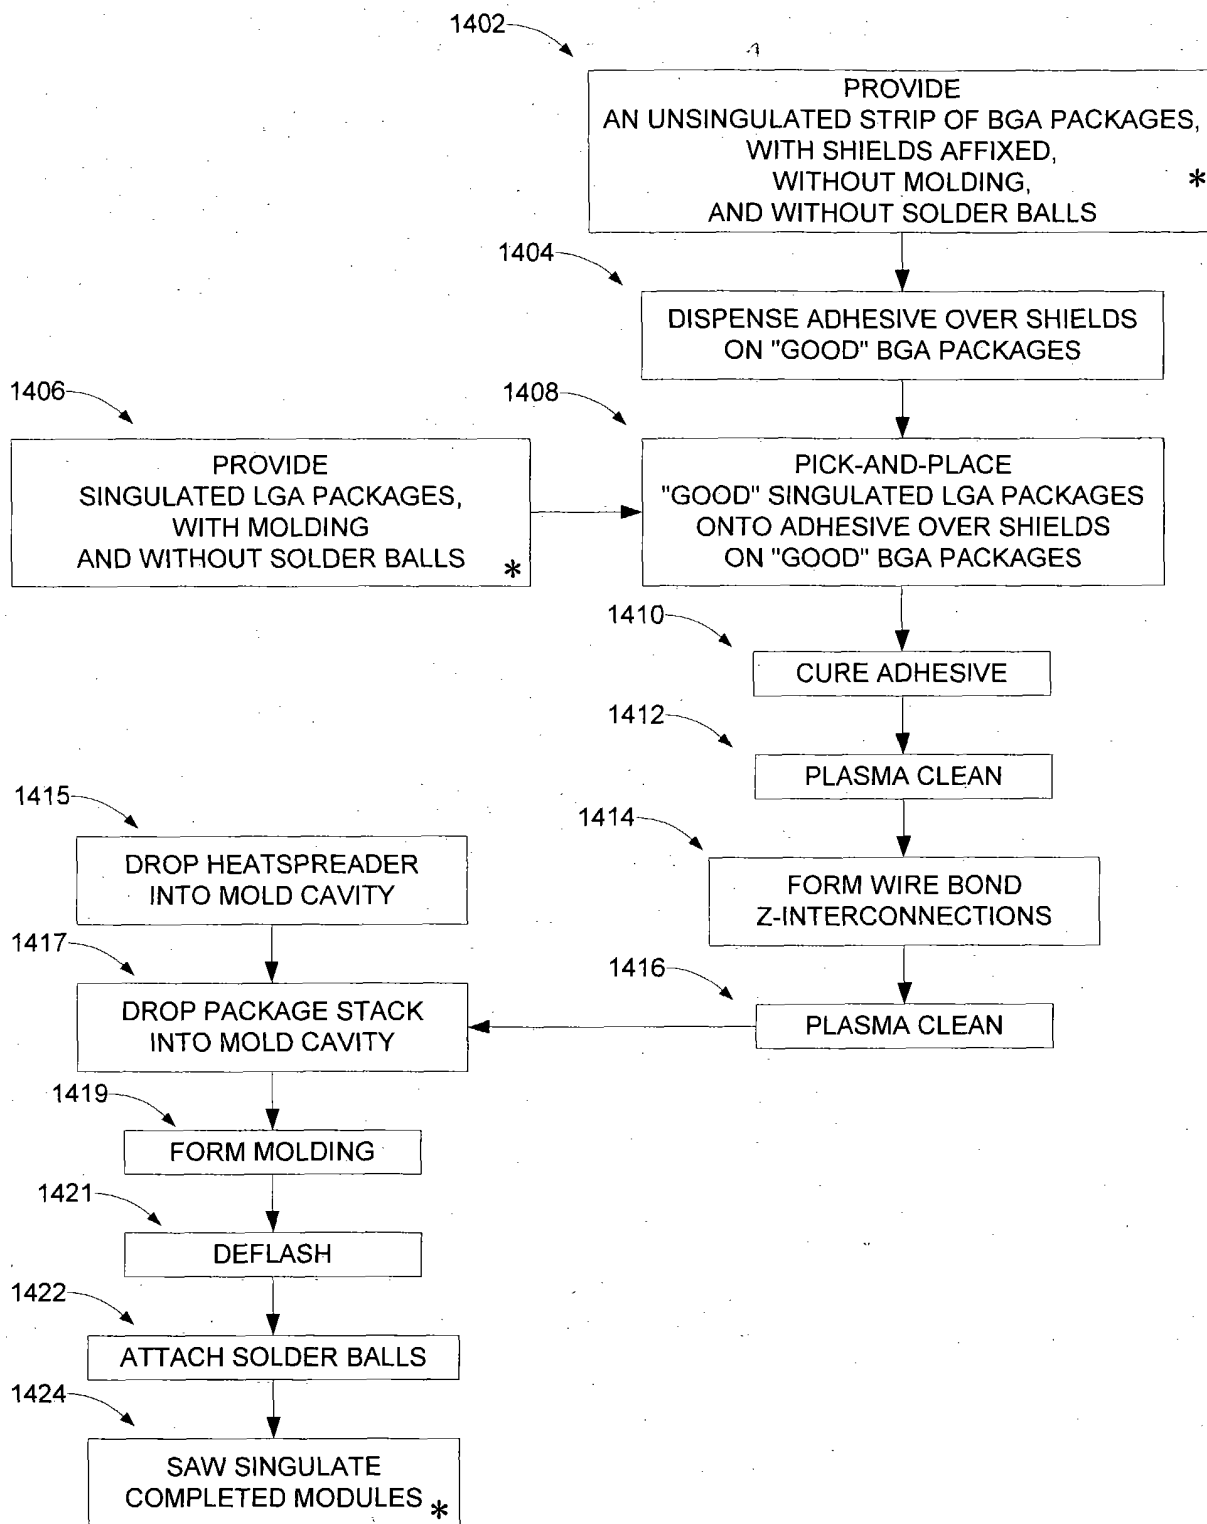 1402
PROVIDE
AN UNSINGULATED STRIP OF BGA PACKAGES,
WITH SHIELDS AFFIXED,
WITHOUT MOLDING,
AND WITHOUT SOLDER BALLS
*
1404
DISPENSE ADHESIVE OVER SHIELDS
ON "GOOD" BGA PACKAGES
1406
PROVIDE
SINGULATED LGA PACKAGES,
WITH MOLDING
AND WITHOUT SOLDER BALLS
*
1408
PICK-AND-PLACE
"GOOD" SINGULATED LGA PACKAGES
ONTO ADHESIVE OVER SHIELDS
ON "GOOD" BGA PACKAGES
1410
CURE ADHESIVE
1412
PLASMA CLEAN
1414
FORM WIRE BOND
Z-INTERCONNECTIONS
1415
DROP HEATSPREADER
INTO MOLD CAVITY
1416
PLASMA CLEAN
1417
DROP PACKAGE STACK
INTO MOLD CAVITY
1419
FORM MOLDING
1421
DEFLASH
1422
ATTACH SOLDER BALLS
1424
SAW SINGULATE
COMPLETED MODULES
*